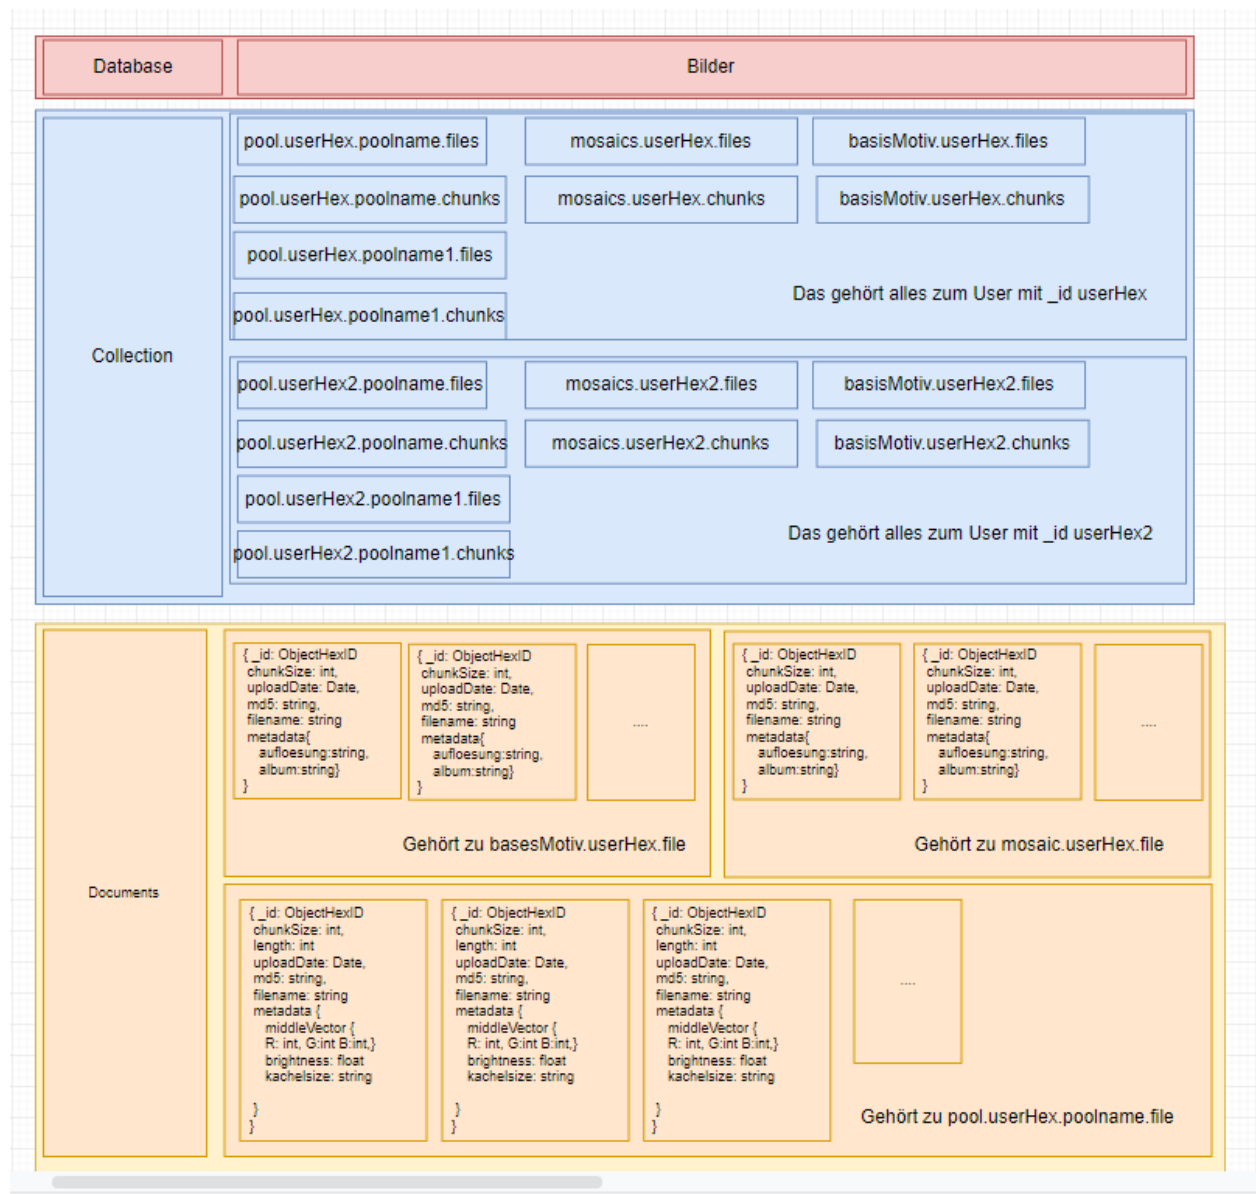 Database
Bilder
Collection
pool.userHex.poolname.files
mosaics.userHex.files
basisMotiv.userHex.files
pool.userHex.poolname.chunks
mosaics.userHex.chunks
basisMotiv.userHex.chunks
pool.userHex.poolname1.files
pool.userHex.poolname1.chunks
Das gehört alles zum User mit _id userHex
pool.userHex2.poolname.files
mosaics.userHex2.files
basisMotiv.userHex2.files
pool.userHex2.poolname.chunks
mosaics.userHex2.chunks
basisMotiv.userHex2.chunks
pool.userHex2.poolname1.files
pool.userHex2.poolname1.chunks
Das gehört alles zum User mit _id userHex2
Documents
{ _id: ObjectHexID
chunkSize: int,
uploadDate: Date,
md5: string,
filename: string
metadata{
aufloesung:string,
album:string}
}
{ _id: ObjectHexID
chunkSize: int,
uploadDate: Date,
md5: string,
filename: string
metadata{
aufloesung:string,
album:string}
}
....
Gehört zu basesMotiv.userHex.file
{ _id: ObjectHexID
chunkSize: int,
uploadDate: Date,
md5: string,
filename: string
metadata{
aufloesung:string,
album:string}
}
{ _id: ObjectHexID
chunkSize: int,
uploadDate: Date,
md5: string,
filename: string
metadata{
aufloesung:string,
album:string}
}
....
Gehört zu mosaic.userHex.file
{ _id: ObjectHexID
chunkSize: int,
length: int
uploadDate: Date,
md5: string,
filename: string
metadata {
middleVector {
R: int, G:int B:int,}
brightness: float
kachelsize: string
}
}
{ _id: ObjectHexID
chunkSize: int,
length: int
uploadDate: Date,
md5: string,
filename: string
metadata {
middleVector {
R: int, G:int B:int,}
brightness: float
kachelsize: string
}
}
{ _id: ObjectHexID
chunkSize: int,
length: int
uploadDate: Date,
md5: string,
filename: string
metadata {
middleVector {
R: int, G:int B:int,}
brightness: float
kachelsize: string
}
}
....
Gehört zu pool.userHex.poolname.file